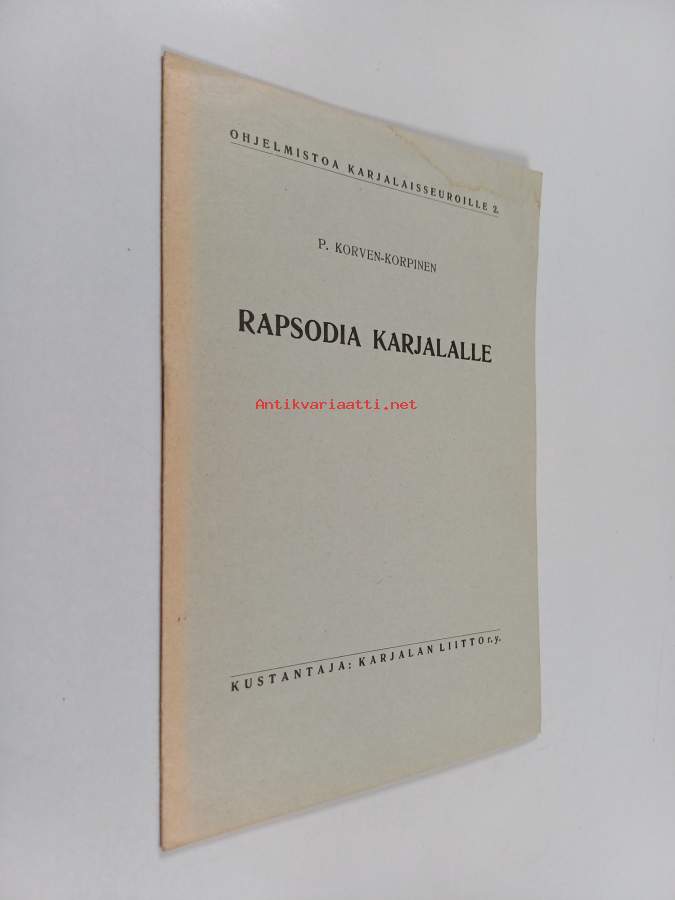 OHJELMISTOA KARJALAISSEUROILLE 2.
P. KORVEN-KORPINEN
RAPSODIA KARJALALLE
Antikvariaatti.net
KUSTANTAJA: KARJALAN LIITTO r.y.